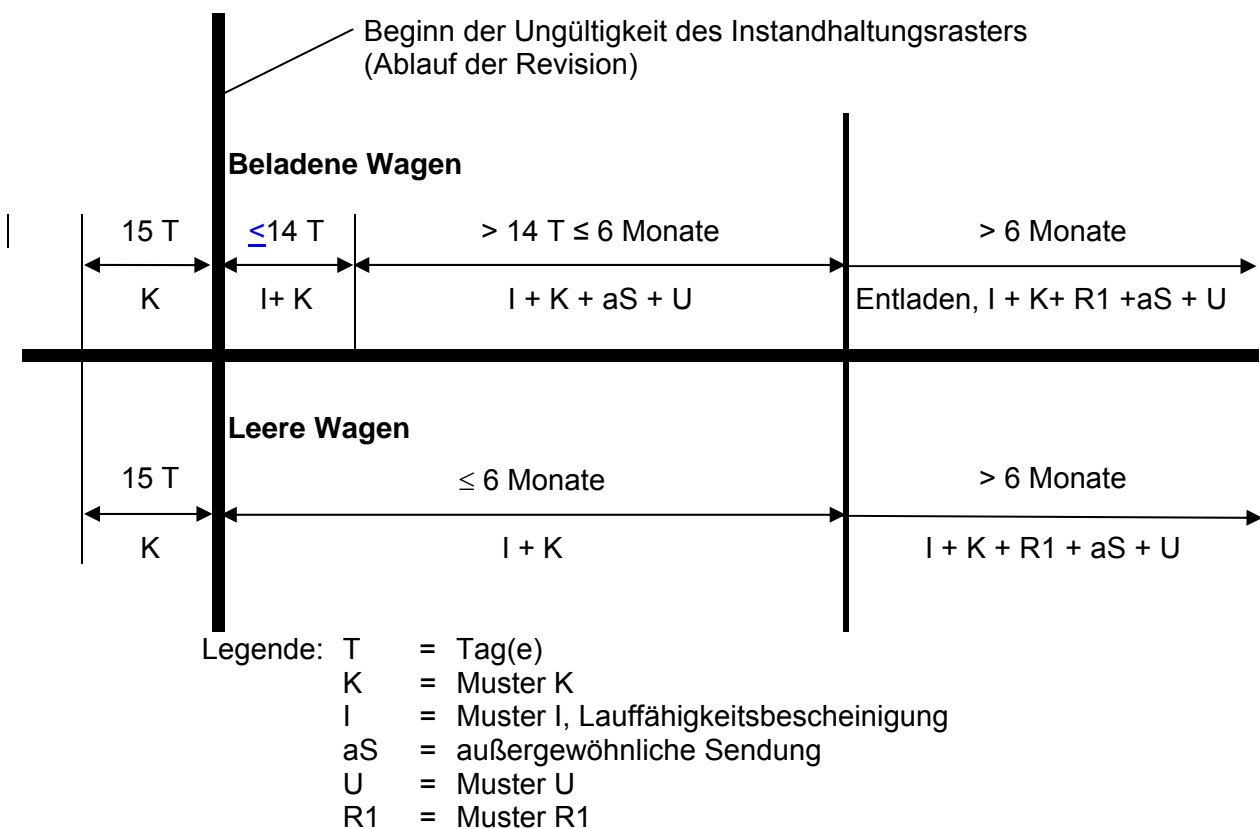 Beginn der Ungültigkeit des Instandhaltungsrasters
(Ablauf der Revision)
Beladene Wagen
15 T ≤14 T > 14 T ≤ 6 Monate > 6 Monate
K I+ K I + K + aS + U Entladen, I + K+ R1 +aS + U
Leere Wagen
15 T ≤ 6 Monate > 6 Monate
K I + K I + K + R1 + aS + U
Legende: T = Tag(e)
K = Muster K
I = Muster I, Lauffähigkeitsbescheinigung
aS = außergewöhnliche Sendung
U = Muster U
R1 = Muster R1